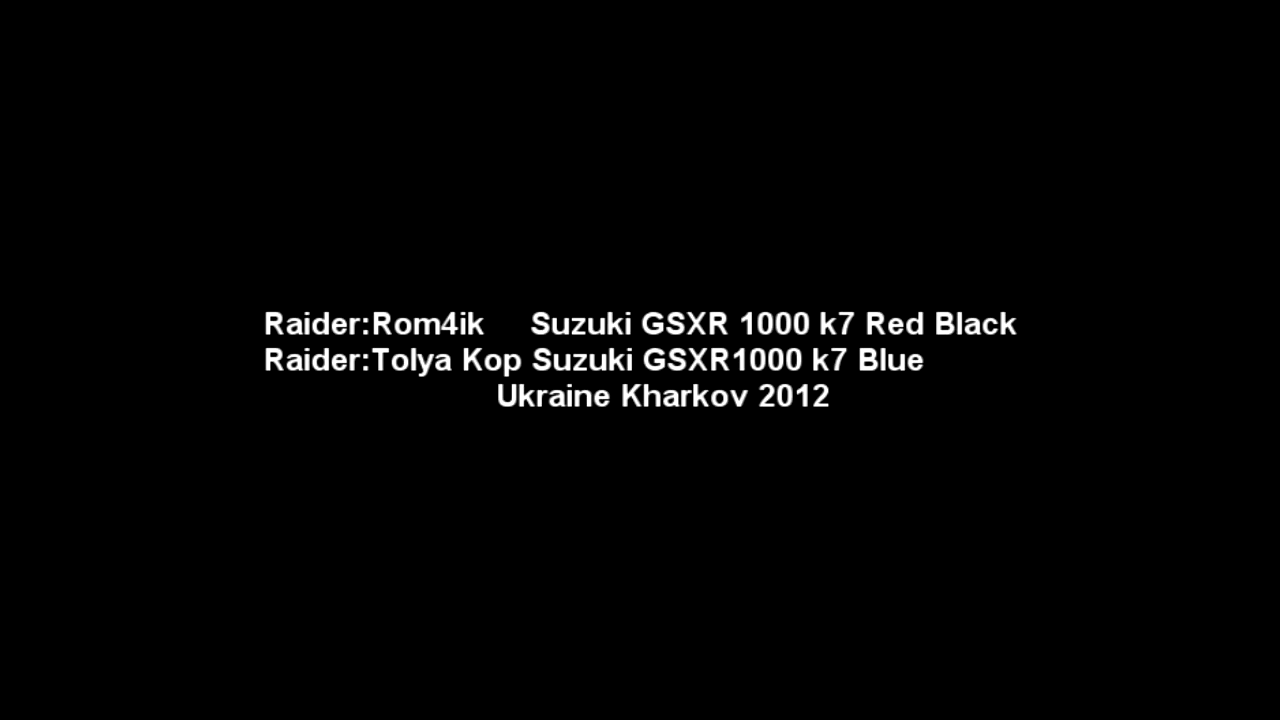 Raider:Rom4ik Suzuki GSXR 1000 k7 Red Black
Raider:Tolya Kop Suzuki GSXR1000 k7 Blue
Ukraine Kharkov 2012